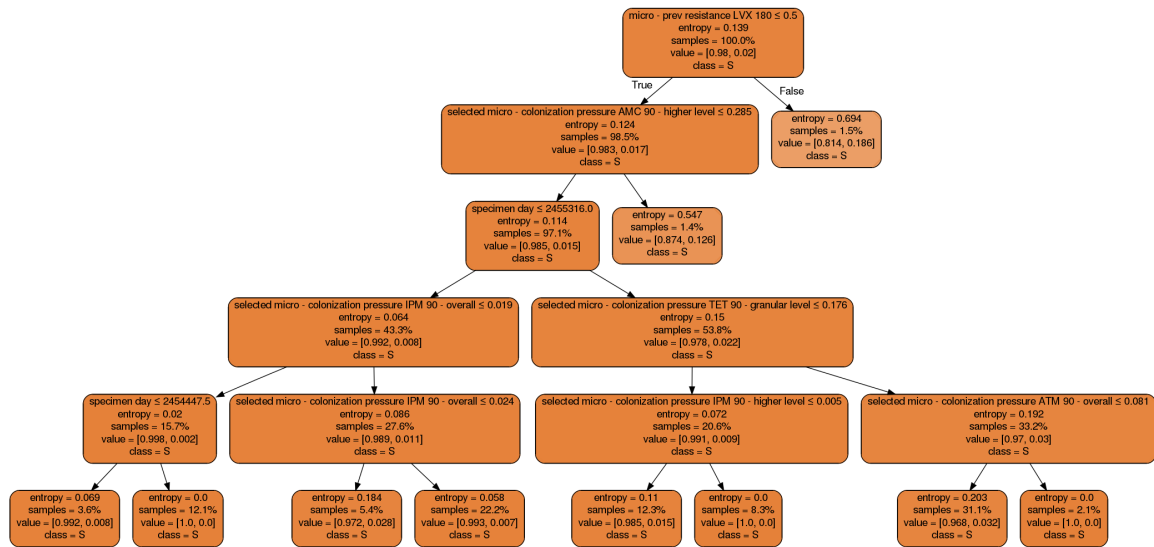 micro - prev resistance LVX 180 ≤ 0.5
entropy = 0.139
samples = 100.0%
value = [0.98, 0.02]
class = S
True
False
selected micro - colonization pressure AMC 90 - higher level ≤ 0.285
entropy = 0.124
samples = 98.5%
value = [0.983, 0.017]
class = S
entropy = 0.694
samples = 1.5%
value = [0.814, 0.186]
class = S
specimen day ≤ 2455316.0
entropy = 0.114
samples = 97.1%
value = [0.985, 0.015]
class = S
entropy = 0.547
samples = 1.4%
value = [0.874, 0.126]
class = S
selected micro - colonization pressure IPM 90 - overall ≤ 0.019
entropy = 0.064
samples = 43.3%
value = [0.992, 0.008]
class = S
selected micro - colonization pressure TET 90 - granular level ≤ 0.176
entropy = 0.15
samples = 53.8%
value = [0.978, 0.022]
class = S
specimen day ≤ 2454447.5
entropy = 0.02
samples = 15.7%
value = [0.998, 0.002]
class = S
selected micro - colonization pressure IPM 90 - overall ≤ 0.024
entropy = 0.086
samples = 27.6%
value = [0.989, 0.011]
class = S
selected micro - colonization pressure IPM 90 - higher level ≤ 0.005
entropy = 0.072
samples = 20.6%
value = [0.991, 0.009]
class = S
selected micro - colonization pressure ATM 90 - overall ≤ 0.081
entropy = 0.192
samples = 33.2%
value = [0.97, 0.03]
class = S
entropy = 0.069
samples = 3.6%
value = [0.992, 0.008]
class = S
entropy = 0.0
samples = 12.1%
value = [1.0, 0.0]
class = S
entropy = 0.184
samples = 5.4%
value = [0.972, 0.028]
class = S
entropy = 0.058
samples = 22.2%
value = [0.993, 0.007]
class = S
entropy = 0.11
samples = 12.3%
value = [0.985, 0.015]
class = S
entropy = 0.0
samples = 8.3%
value = [1.0, 0.0]
class = S
entropy = 0.203
samples = 31.1%
value = [0.968, 0.032]
class = S
entropy = 0.0
samples = 2.1%
value = [1.0, 0.0]
class = S